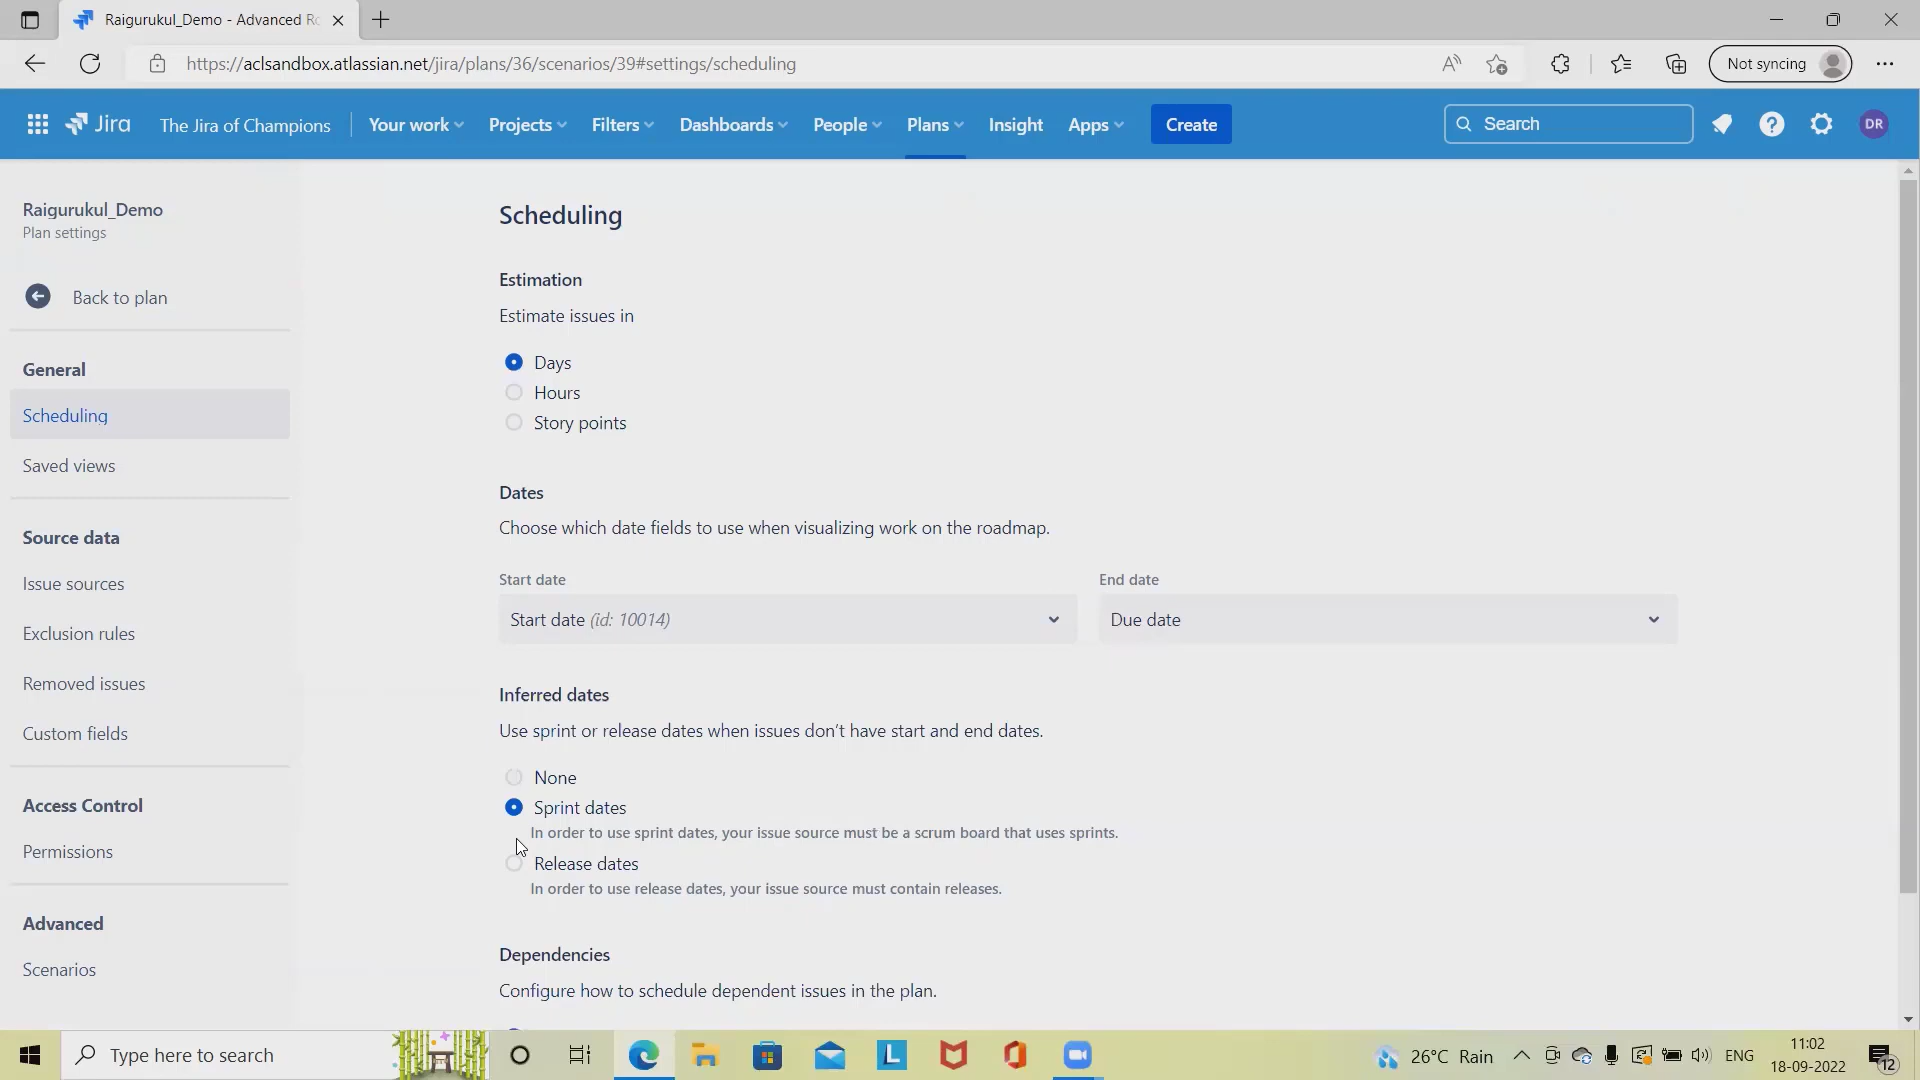 Raigurukul_Demo - Advanced Ro
https://aclsandbox.atlassian.net/jira/plans/36/scenarios/39#settings/scheduling
Not syncing
Jira
The Jira of Champions
Your work
Projects
Filters
Dashboards
People
Plans
Insight
Apps
Create
Search
DR
Raigurukul_Demo
Plan settings
Back to plan
General
Scheduling
Saved views
Source data
Issue sources
Exclusion rules
Removed issues
Custom fields
Access Control
Permissions
Advanced
Scenarios
Scheduling
Estimation
Estimate issues in
Days
Hours
Story points
Dates
Choose which date fields to use when visualizing work on the roadmap.
Start date
End date
Start date (id: 10014)
Due date
Inferred dates
Use sprint or release dates when issues don't have start and end dates.
None
Sprint dates
In order to use sprint dates, your issue source must be a scrum board that uses sprints.
Release dates
In order to use release dates, your issue source must contain releases.
Dependencies
Configure how to schedule dependent issues in the plan.
Type here to search
L
26°C Rain
ENG
11:02
18-09-2022
12